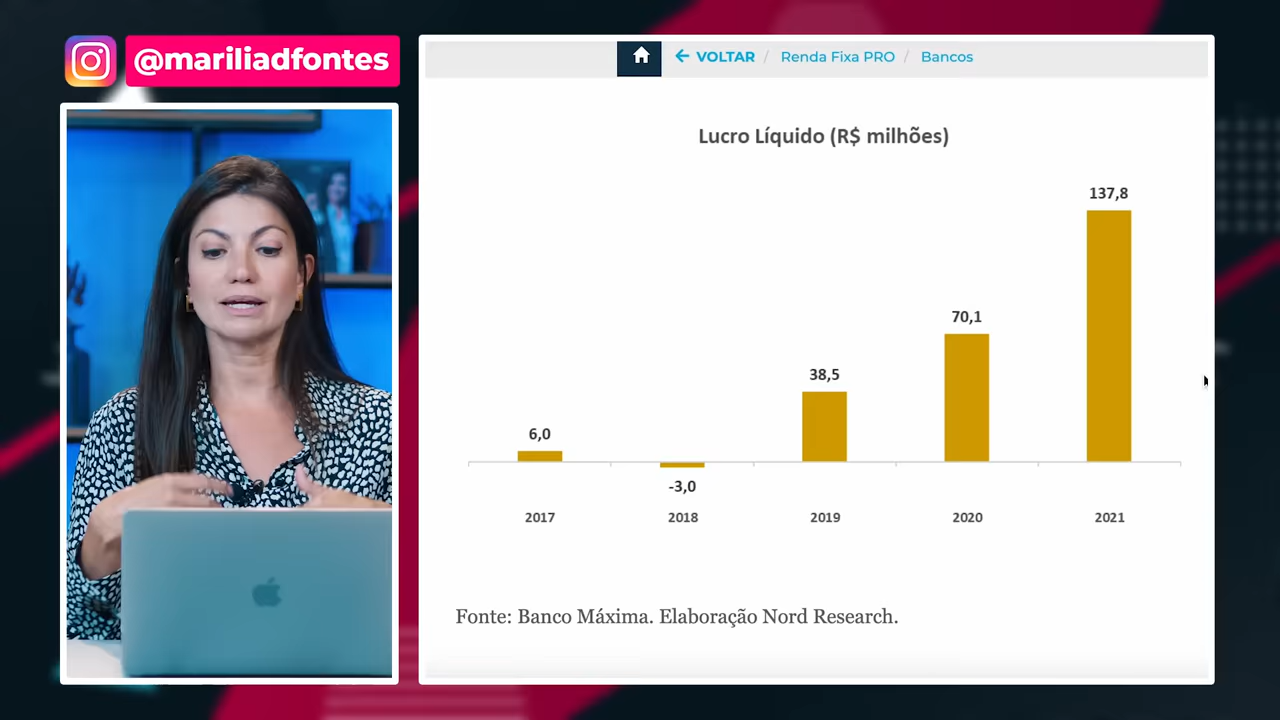 @mariliadfontes
VOLTAR / Renda Fixa PRO / Bancos
Lucro Líquido (R$ milhões)
137,8
70,1
38,5
6,0
-3,0
2017 2018 2019 2020 2021
Fonte: Banco Máxima. Elaboração Nord Research.